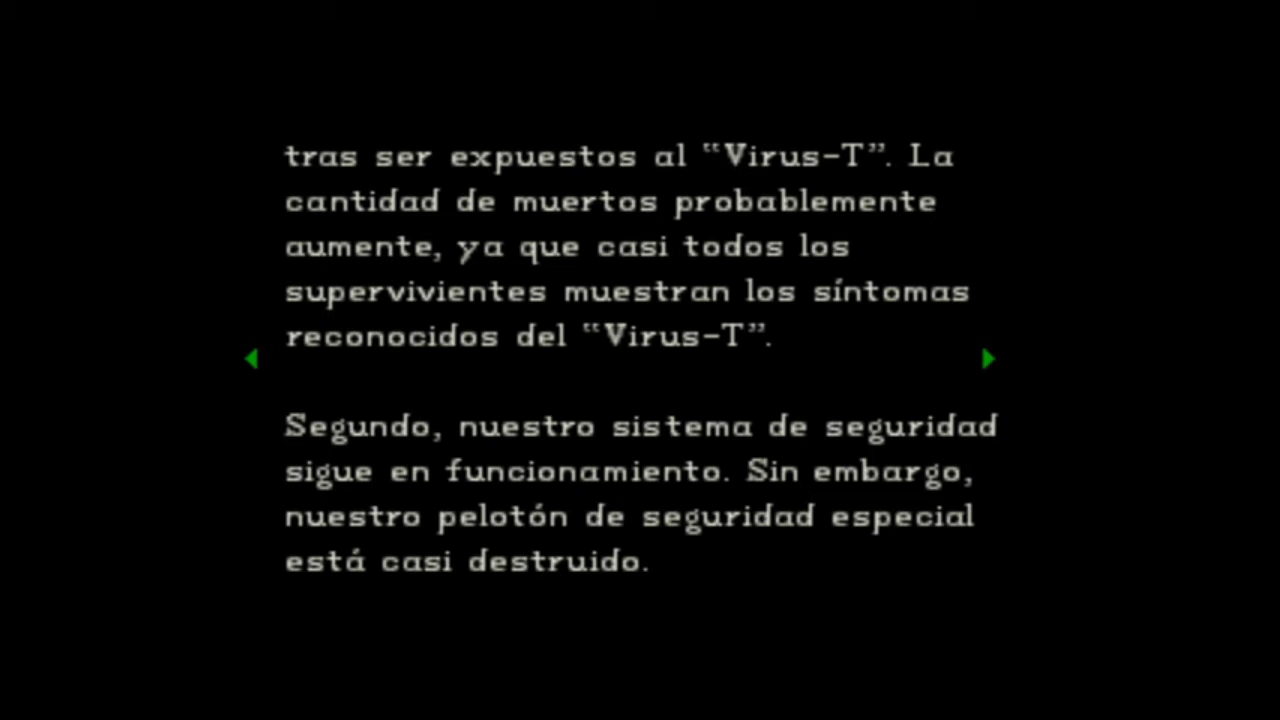 tras ser expuestos al “Virus-T”. La
cantidad de muertos probablemente
aumente, ya que casi todos los
supervivientes muestran los síntomas
reconocidos del “Virus-T”.
Segundo, nuestro sistema de seguridad
sigue en funcionamiento. Sin embargo,
nuestro pelotón de seguridad especial
está casi destruido.